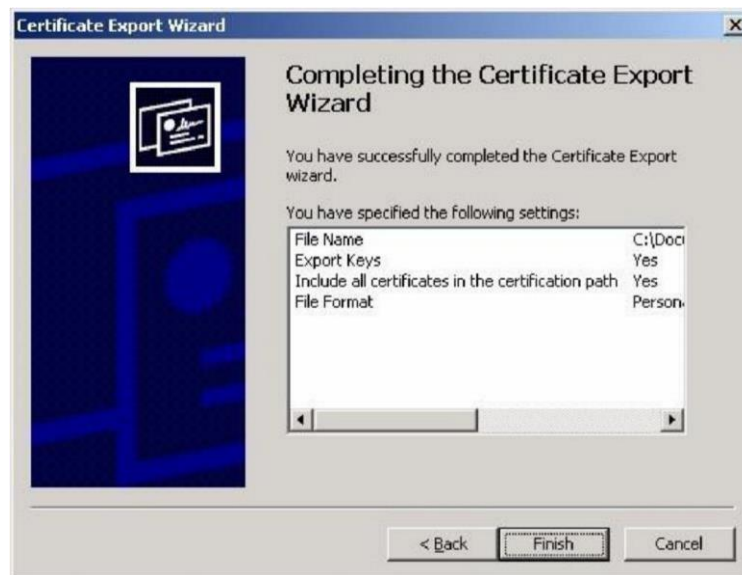 Certificate Export Wizard
Completing the Certificate Export
Wizard
You have successfully completed the Certificate Export
wizard.
You have specified the following settings:
File Name C:\Docu
Export Keys Yes
Include all certificates in the certification path Yes
File Format Person
< Back Finish Cancel